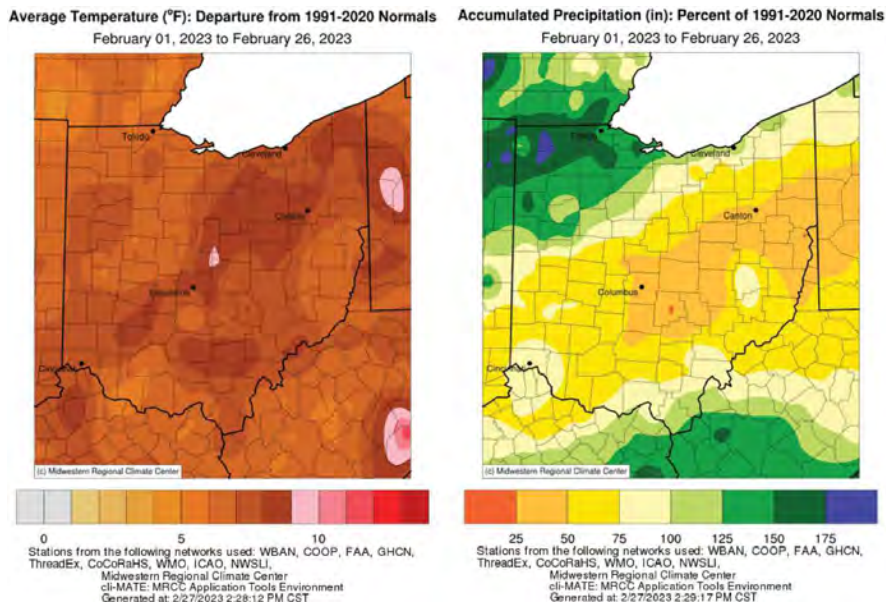 Average Temperature (°F): Departure from 1991-2020 Normals
February 01, 2023 to February 26, 2023
Toledo
Cleveland
Canton
Columbus
Cincinnati
(c) Midwestern Regional Climate Center
0 5 10
Stations from the following networks used: WBAN, COOP, FAA, GHCN,
ThreadEx, CoCoRaHS, WMO, ICAO, NWSLI,
Midwestern Regional Climate Center
cli-MATE: MRCC Application Tools Environment
Generated at: 2/27/2023 2:28:12 PM CST
Accumulated Precipitation (in): Percent of 1991-2020 Normals
February 01, 2023 to February 26, 2023
Toledo
Cleveland
Canton
Columbus
Cincinnati
(c) Midwestern Regional Climate Center
25 50 75 100 125 150 175
Stations from the following networks used: WBAN, COOP, FAA, GHCN,
ThreadEx, CoCoRaHS, WMO, ICAO, NWSLI,
Midwestern Regional Climate Center
cli-MATE: MRCC Application Tools Environment
Generated at: 2/27/2023 2:29:17 PM CST